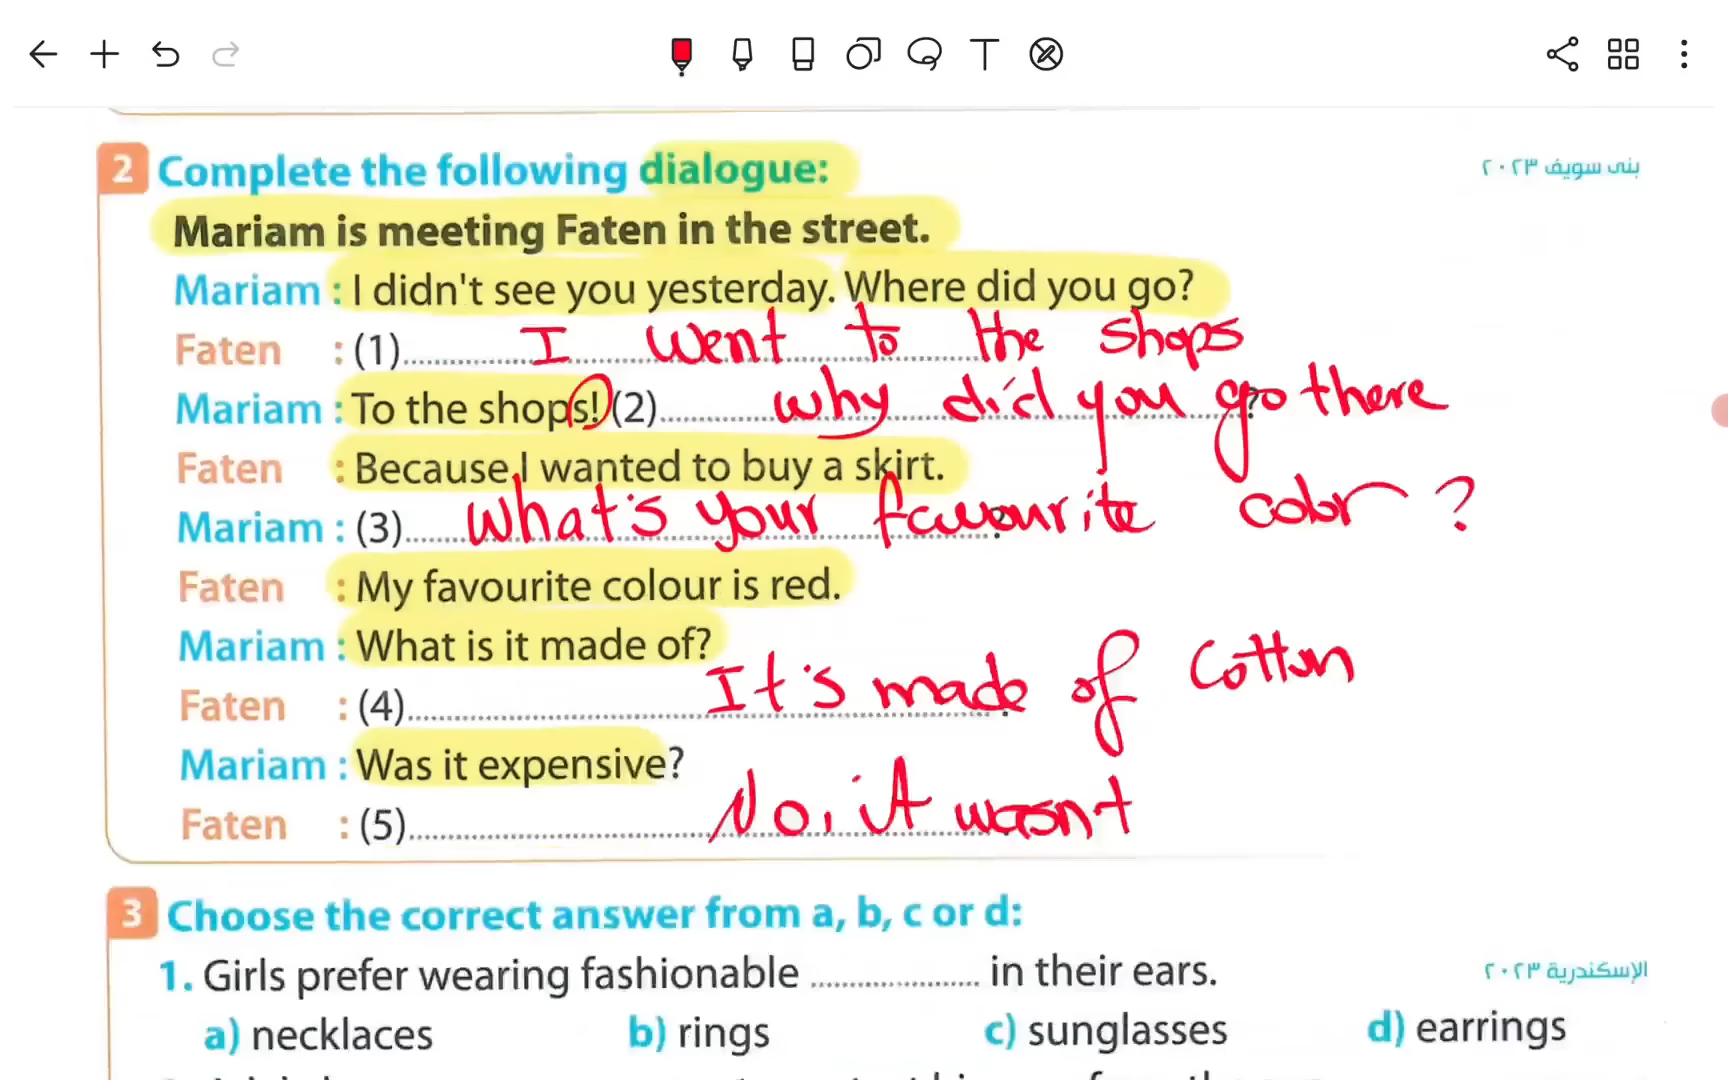 2 Complete the following dialogue:
بنى سويف ٢٠٢٣
Mariam is meeting Faten in the street.
Mariam : I didn't see you yesterday. Where did you go?
Faten : (1).......... I went to the shops
Mariam : To the shops! (2).......... why did you go there ?
Faten : Because I wanted to buy a skirt.
Mariam : (3).......... What's your favourite color ?
Faten : My favourite colour is red.
Mariam : What is it made of?
Faten : (4).......... It's made of cotton
Mariam : Was it expensive?
Faten : (5).......... No, it wasn't
3 Choose the correct answer from a, b, c or d:
1. Girls prefer wearing fashionable .......... in their ears.
الإسكندرية ٢٠٢٣
a) necklaces b) rings c) sunglasses d) earrings